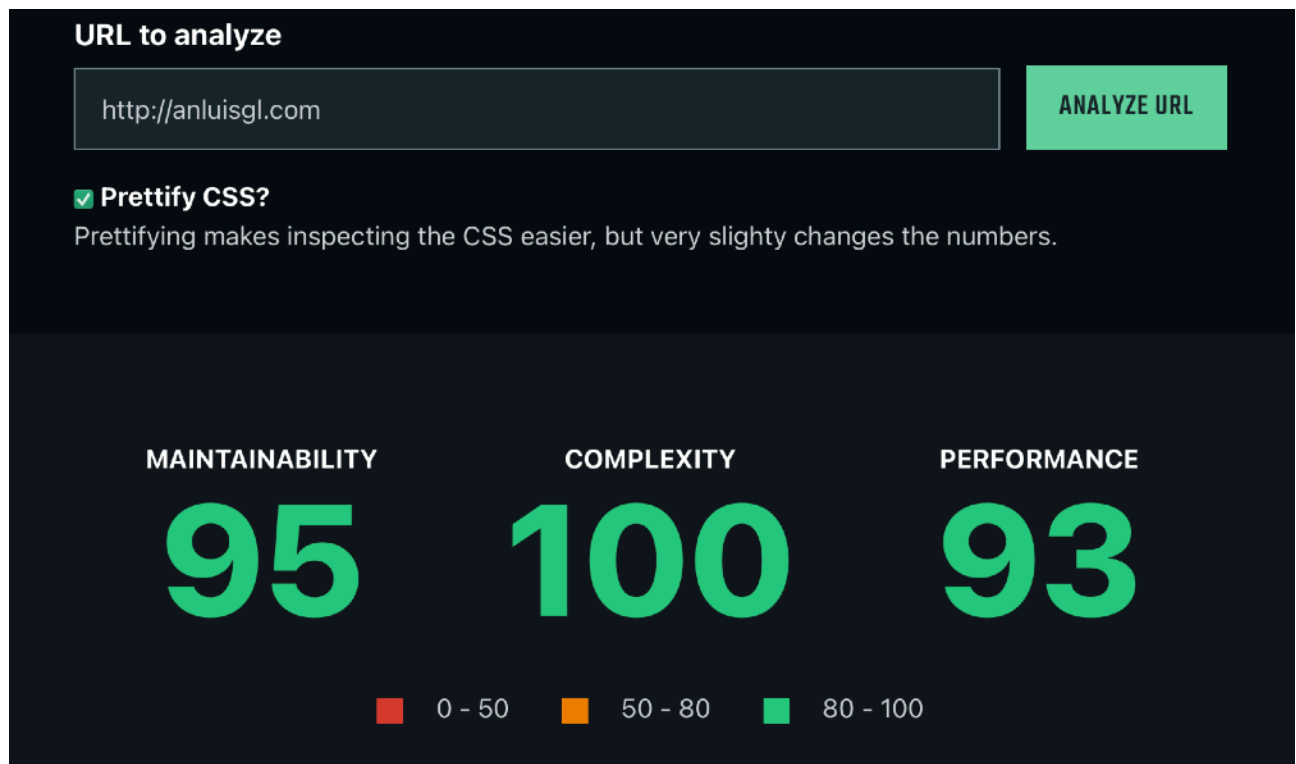 URL to analyze
http://anluisgl.com
ANALYZE URL
Prettify CSS?
Prettifying makes inspecting the CSS easier, but very slighty changes the numbers.
MAINTAINABILITY COMPLEXITY PERFORMANCE
95 100 93
0 - 50 50 - 80 80 - 100